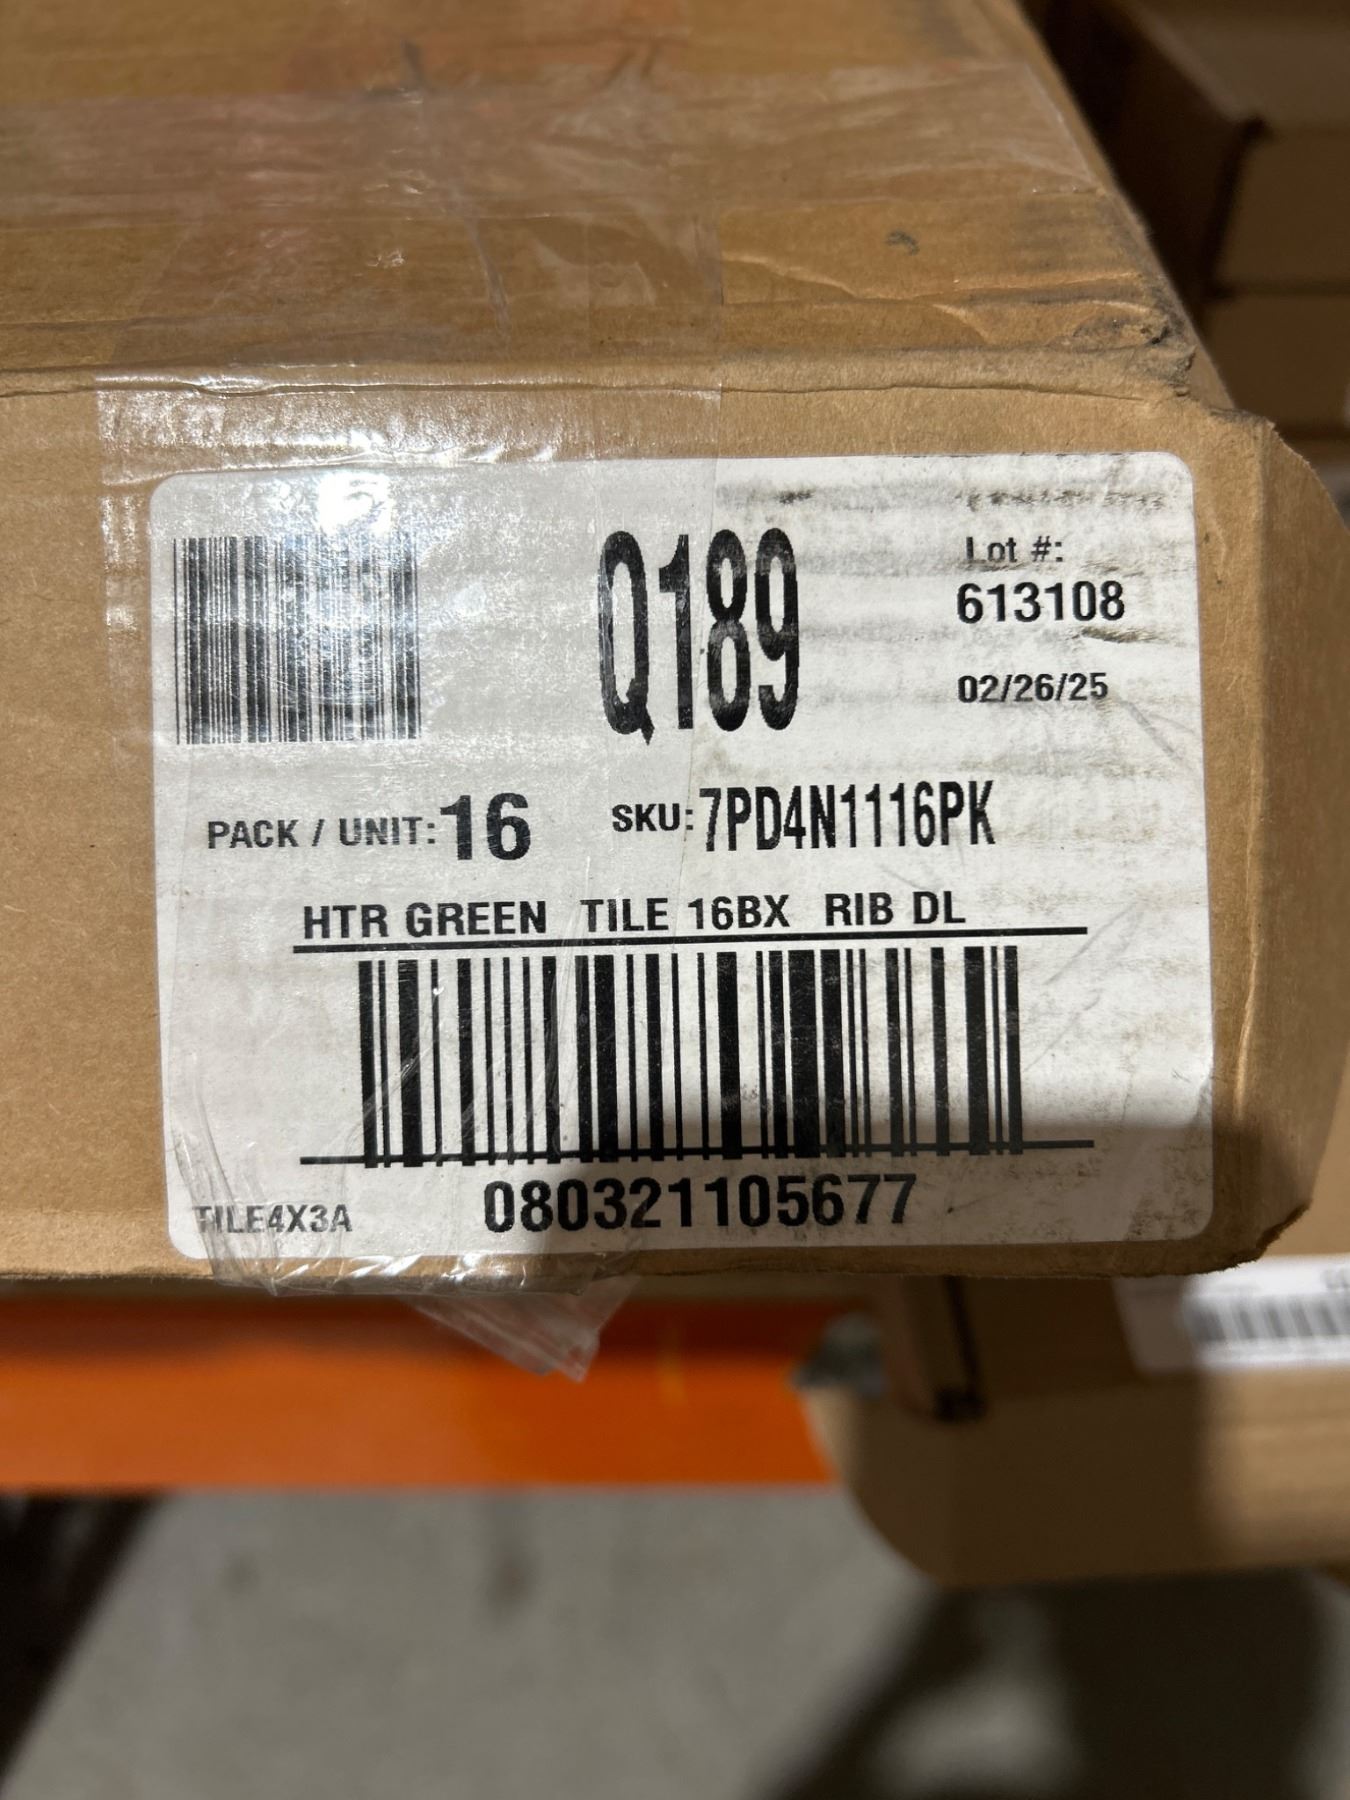 Q189
Lot #:
613108
02/26/25
PACK / UNIT: 16
SKU: 7PD4N1116PK
HTR GREEN TILE 16BX RIB DL
080321105677
TILE4X3A